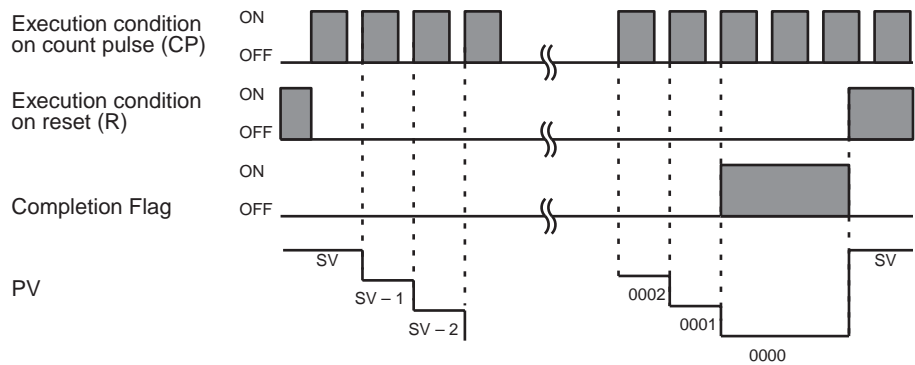 Execution condition
on count pulse (CP)
ON
OFF
Execution condition
on reset (R)
ON
OFF
Completion Flag
ON
OFF
PV
SV
SV – 1
SV – 2
0002
0001
0000
SV